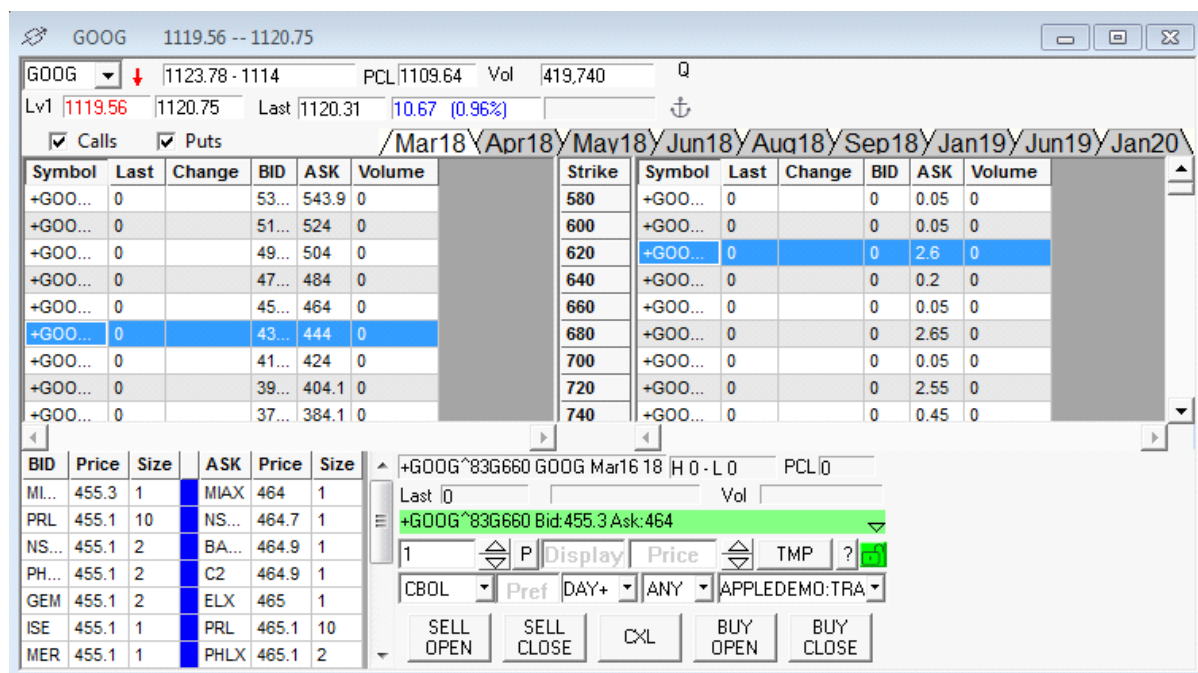 GOOG 1119.56 -- 1120.75
GOOG 1123.78 - 1114 PCL 1109.64 Vol 419,740 Q
Lv1 1119.56 1120.75 Last 1120.31 10.67 (0.96%)
Calls Puts Mar18 Apr18 May18 Jun18 Aug18 Sep18 Jan19 Jun19 Jan20
Symbol Last Change BID ASK Volume Strike Symbol Last Change BID ASK Volume
+GOO... 0 53... 543.9 0 580 +GOO... 0 0 0.05 0
+GOO... 0 51... 524 0 600 +GOO... 0 0 0.05 0
+GOO... 0 49... 504 0 620 +GOO... 0 0 2.6 0
+GOO... 0 47... 484 0 640 +GOO... 0 0 0.2 0
+GOO... 0 45... 464 0 660 +GOO... 0 0 0.05 0
+GOO... 0 43... 444 0 680 +GOO... 0 0 2.65 0
+GOO... 0 41... 424 0 700 +GOO... 0 0 0.05 0
+GOO... 0 39... 404.1 0 720 +GOO... 0 0 2.55 0
+GOO... 0 37... 384.1 0 740 +GOO... 0 0 0.45 0
BID Price Size ASK Price Size
MI... 455.3 1 MIAX 464 1
PRL 455.1 10 NS... 464.7 1
NS... 455.1 2 BA... 464.9 1
PH... 455.1 2 C2 464.9 1
GEM 455.1 2 ELX 465 1
ISE 455.1 1 PRL 465.1 10
MER 455.1 1 PHLX 465.1 2
+GOOG^83G660 GOOG Mar16 18 H 0 - L 0 PCL 0
Last 0 Vol
+GOOG^83G660 Bid:455.3 Ask:464
1 P Display Price TMP ?
CBOL Pref DAY+ ANY APPLEDEMO:TRA
SELL OPEN SELL CLOSE CXL BUY OPEN BUY CLOSE